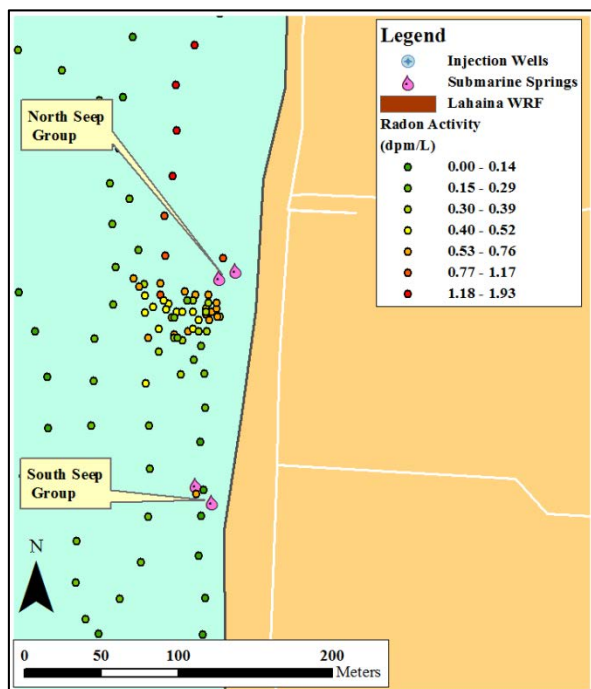 Legend
Injection Wells
Submarine Springs
Lahaina WRF
Radon Activity
(dpm/L)
0.00 - 0.14
0.15 - 0.29
0.30 - 0.39
0.40 - 0.52
0.53 - 0.76
0.77 - 1.17
1.18 - 1.93
North Seep
Group
South Seep
Group
N
0 50 100 200
Meters